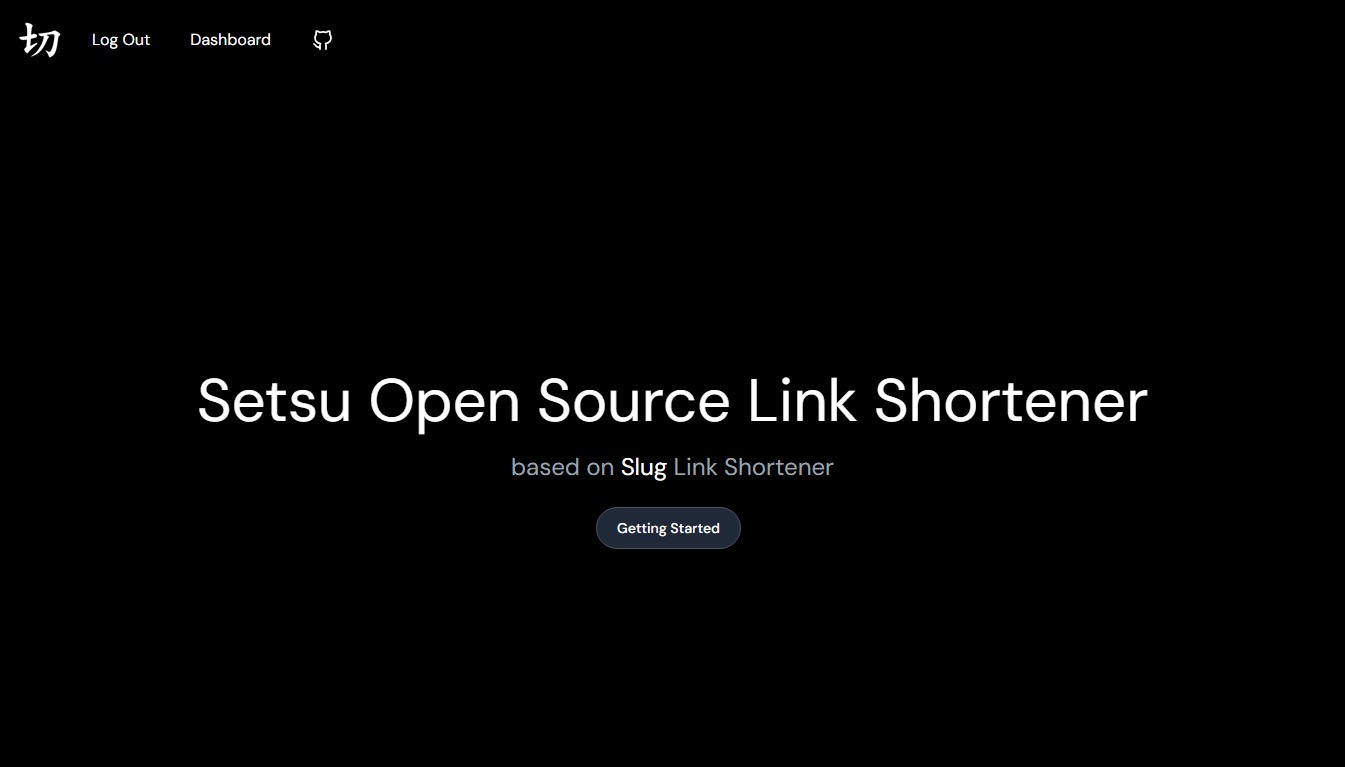 切 Log Out Dashboard
Setsu Open Source Link Shortener
based on Slug Link Shortener
Getting Started